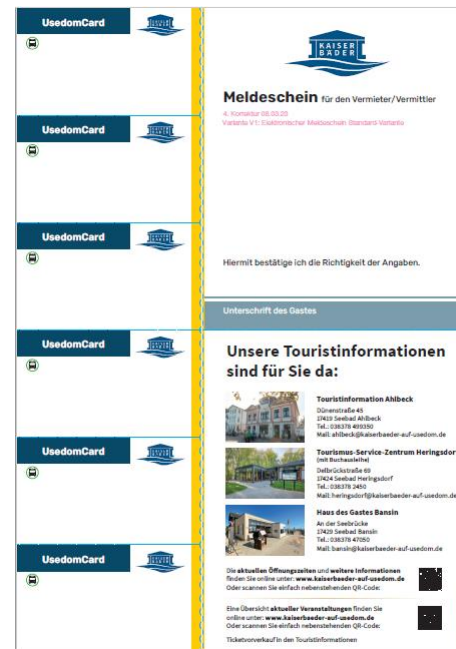 UsedomCard
UsedomCard
UsedomCard
UsedomCard
UsedomCard
UsedomCard
KAISER
BÄDER
Meldeschein für den Vermieter/Vermittler
4. Korrektur 05.03.25
Variante V1: Elektronischer Meldeschein Standard-Variante
Hiermit bestätige ich die Richtigkeit der Angaben.
Unterschrift des Gastes
Unsere Touristinformationen
sind für Sie da:
Touristinformation Ahlbeck
Dünenstraße 45
17419 Seebad Ahlbeck
Tel.: 038378 499350
Mail: ahlbeck@kaiserbaeder-auf-usedom.de
Tourismus-Service-Zentrum Heringsdorf
(mit Buchausleihe)
Delbrückstraße 69
17424 Seebad Heringsdorf
Tel.: 038378 2450
Mail: heringsdorf@kaiserbaeder-auf-usedom.de
Haus des Gastes Bansin
An der Seebrücke
17429 Seebad Bansin
Tel.: 038378 47050
Mail: bansin@kaiserbaeder-auf-usedom.de
Die aktuellen Öffnungszeiten und weitere Informationen
finden Sie online unter: www.kaiserbaeder-auf-usedom.de
Oder scannen Sie einfach nebenstehenden QR-Code:
Eine Übersicht aktueller Veranstaltungen finden Sie
online unter: www.kaiserbaeder-auf-usedom.de
Oder scannen Sie einfach nebenstehenden QR-Code:
Ticketvorverkauf in den Touristinformationen